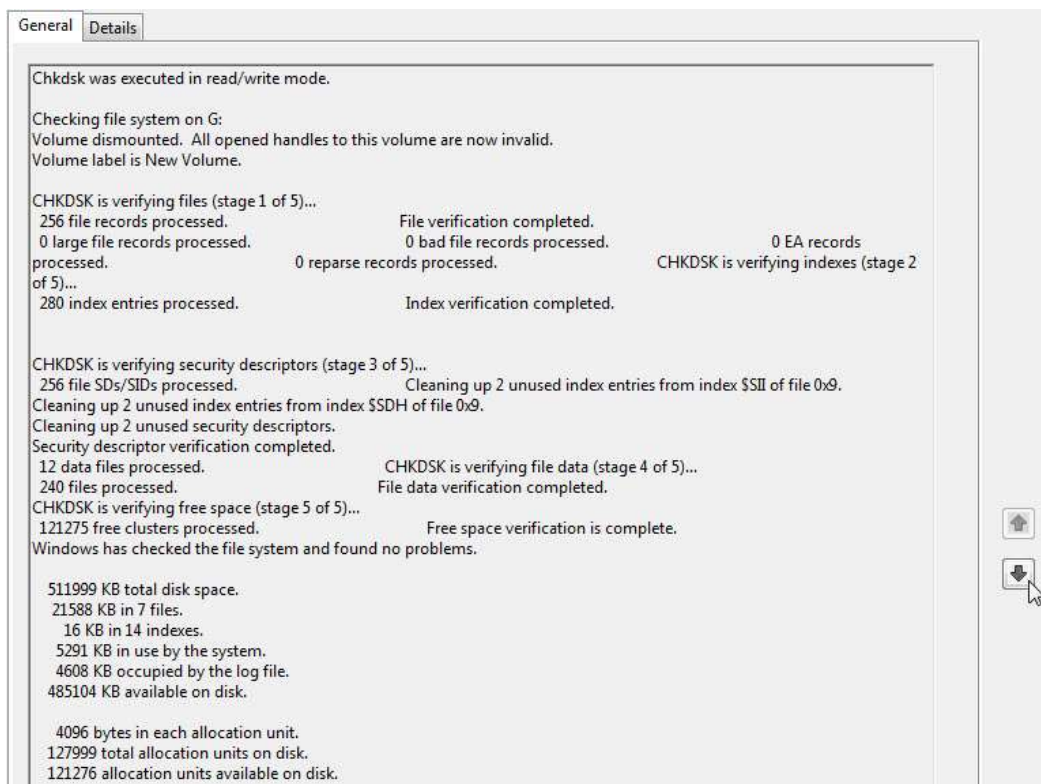 General Details
Chkdsk was executed in read/write mode.
Checking file system on G:
Volume dismounted.  All opened handles to this volume are now invalid.
Volume label is New Volume.
CHKDSK is verifying files (stage 1 of 5)...
256 file records processed. File verification completed.
0 large file records processed. 0 bad file records processed. 0 EA records
processed. 0 reparse records processed. CHKDSK is verifying indexes (stage 2
of 5)...
280 index entries processed. Index verification completed.
CHKDSK is verifying security descriptors (stage 3 of 5)...
256 file SDs/SIDs processed. Cleaning up 2 unused index entries from index $SII of file 0x9.
Cleaning up 2 unused index entries from index $SDH of file 0x9.
Cleaning up 2 unused security descriptors.
Security descriptor verification completed.
12 data files processed. CHKDSK is verifying file data (stage 4 of 5)...
240 files processed. File data verification completed.
CHKDSK is verifying free space (stage 5 of 5)...
121275 free clusters processed. Free space verification is complete.
Windows has checked the file system and found no problems.
511999 KB total disk space.
21588 KB in 7 files.
16 KB in 14 indexes.
5291 KB in use by the system.
4608 KB occupied by the log file.
485104 KB available on disk.
4096 bytes in each allocation unit.
127999 total allocation units on disk.
121276 allocation units available on disk.